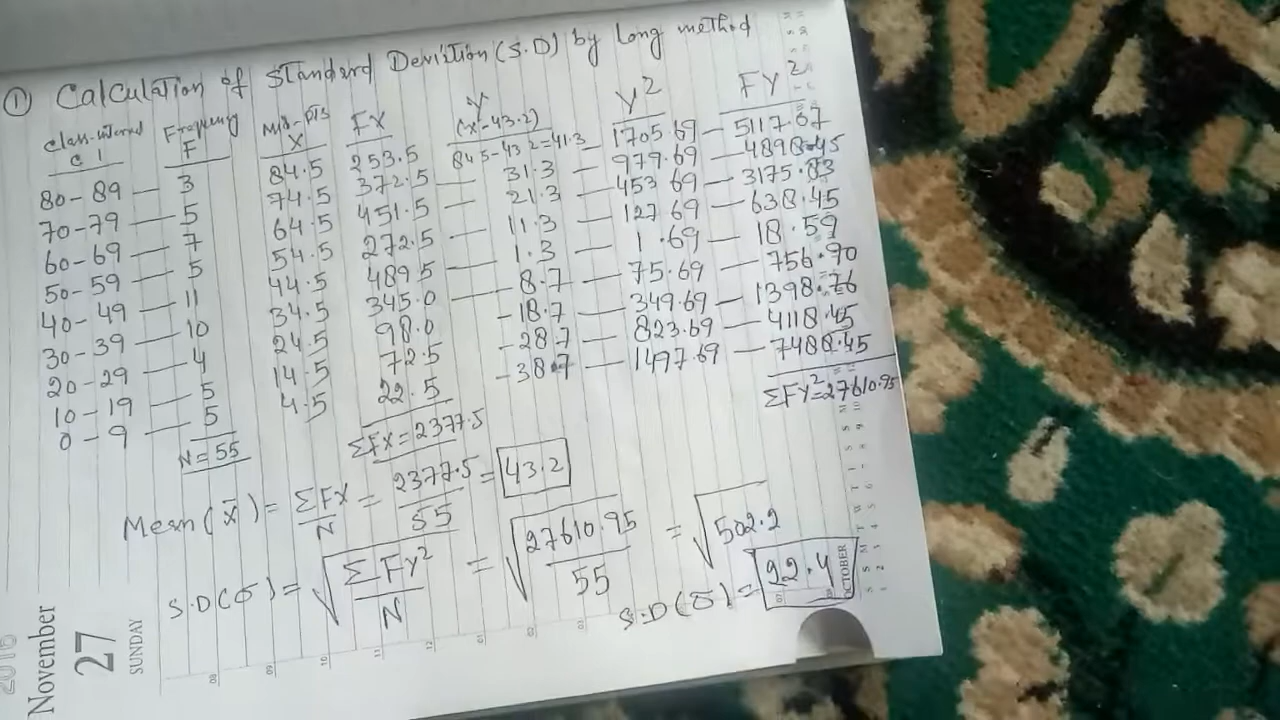 ① Calculation of Standard Deviation (S.D) by Long method
Class-interval C I Frequency F Mid-pts X FX Y (x-43.2) Y² FY²
80-89 — 3 84.5 253.5 84.5-43.2=41.3 — 1705.69 — 5117.07
70-79 — 5 74.5 372.5 — 31.3 — 979.69 — 4898.45
60-69 — 7 64.5 451.5 — 21.3 — 453.69 — 3175.83
50-59 — 5 54.5 272.5 — 11.3 — 127.69 — 638.45
40-49 — 11 44.5 489.5 — 1.3 — 1.69 — 18.59
30-39 — 10 34.5 345.0 — 8.7 — 75.69 — 756.90
20-29 — 4 24.5 98.0 -18.7 — 349.69 — 1398.76
10-19 — 5 14.5 72.5 -28.7 — 823.69 — 4118.45
0-9 — 5 4.5 22.5 -38.7 — 1497.69 — 7488.45
N=55 ΣFX=2377.5 ΣFY²=27610.95
Mean (x̄) = ΣFX/N = 2377.5/55 = 43.2
S.D(σ) = √ΣFY²/N = √27610.95/55 = √502.2
S.D(σ) = 22.4
2016
November
27
SUNDAY
OCTOBER